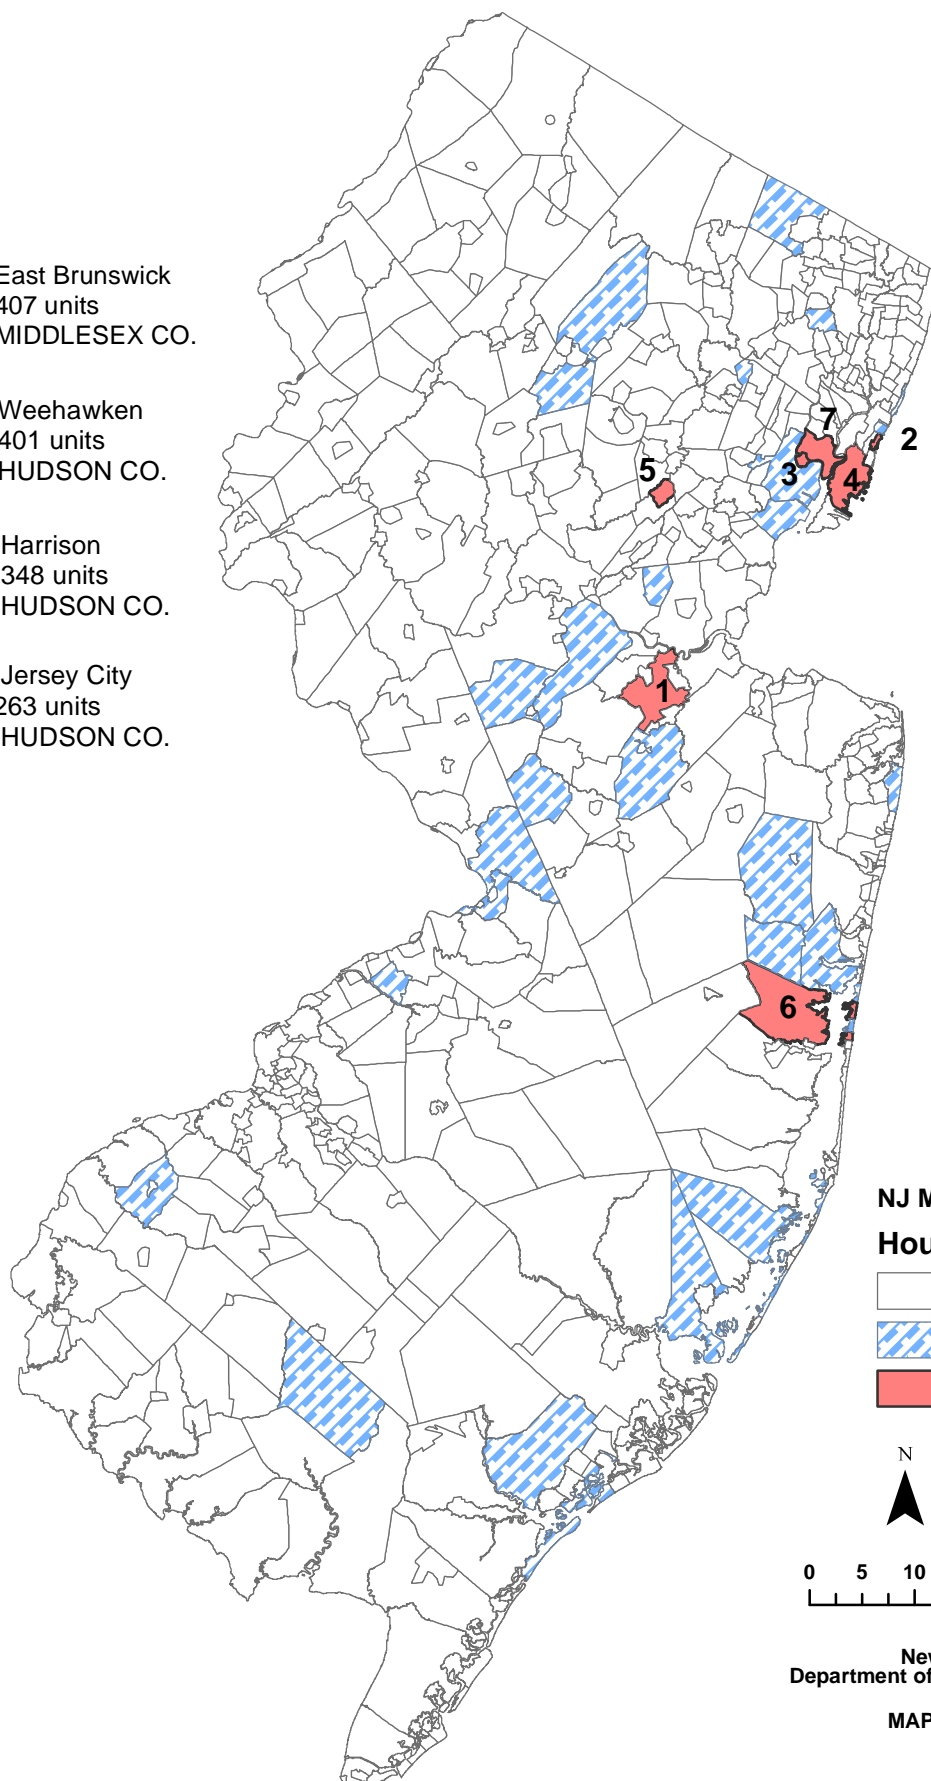 East Brunswick
407 units
MIDDLESEX CO.
Weehawken
401 units
HUDSON CO.
Harrison
348 units
HUDSON CO.
Jersey City
263 units
HUDSON CO.
7
2
5
3
4
1
6
NJ M
Hou
N
0 5 10
New
Department of
MAP